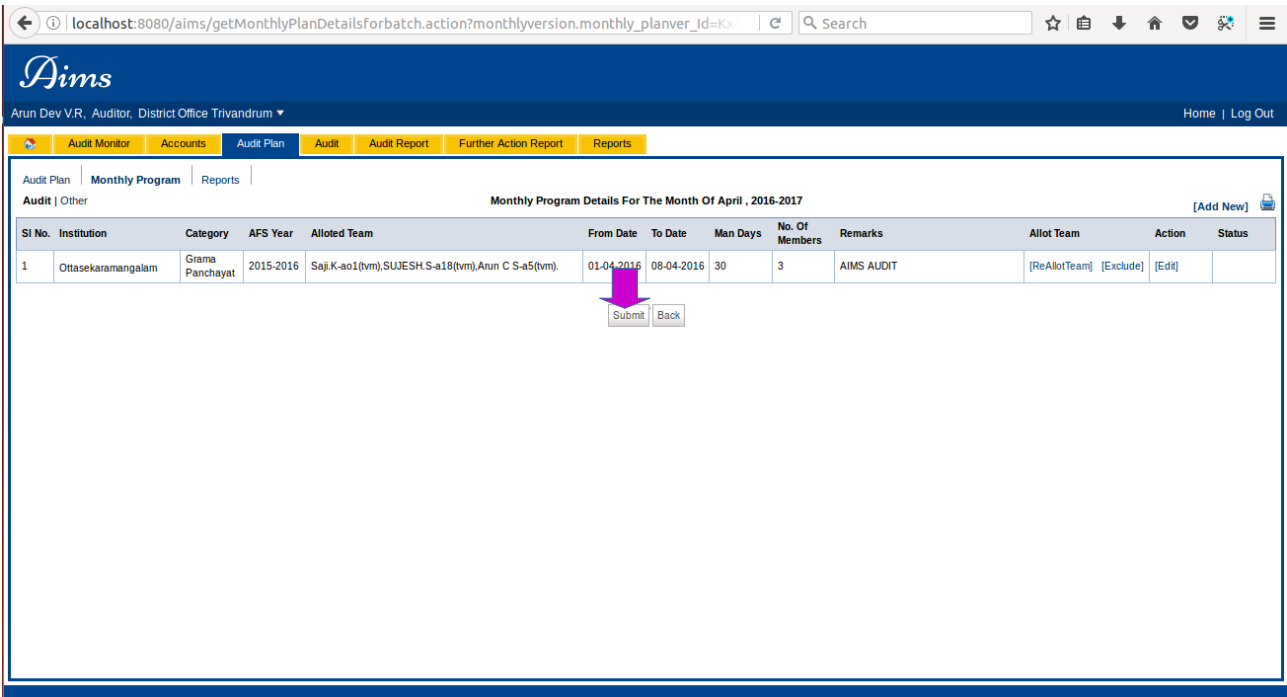 localhost:8080/aims/getMonthlyPlanDetailsforbatch.action?monthlyversion.monthly_planver_Id=Kx
Search
Aims
Arun Dev V.R, Auditor, District Office Trivandrum
Home | Log Out
Audit Monitor Accounts Audit Plan Audit Audit Report Further Action Report Reports
Audit Plan Monthly Program Reports
Audit | Other Monthly Program Details For The Month Of April , 2016-2017 [Add New]
Sl No. Institution Category AFS Year Alloted Team From Date To Date Man Days No. Of Members Remarks Allot Team Action Status
1 Ottasekaramangalam Grama Panchayat 2015-2016 Saji.K-ao1(tvm),SUJESH.S-a18(tvm),Arun C S-a5(tvm). 01-04-2016 08-04-2016 30 3 AIMS AUDIT [ReAllotTeam] [Exclude] [Edit]
Submit Back